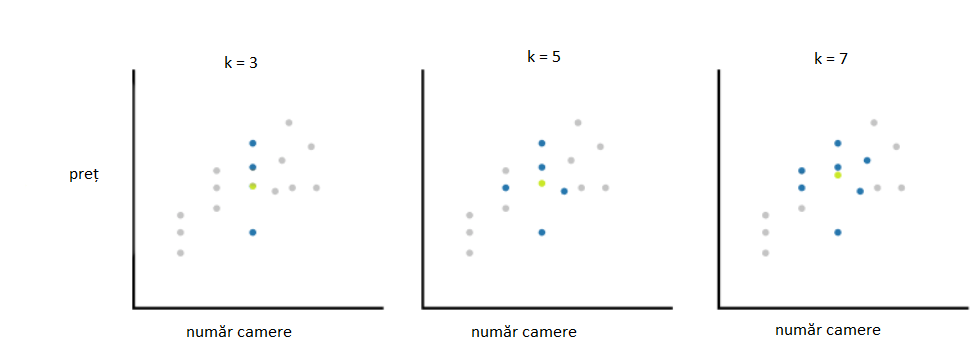 k = 3
k = 5
k = 7
preț
număr camere
număr camere
număr camere